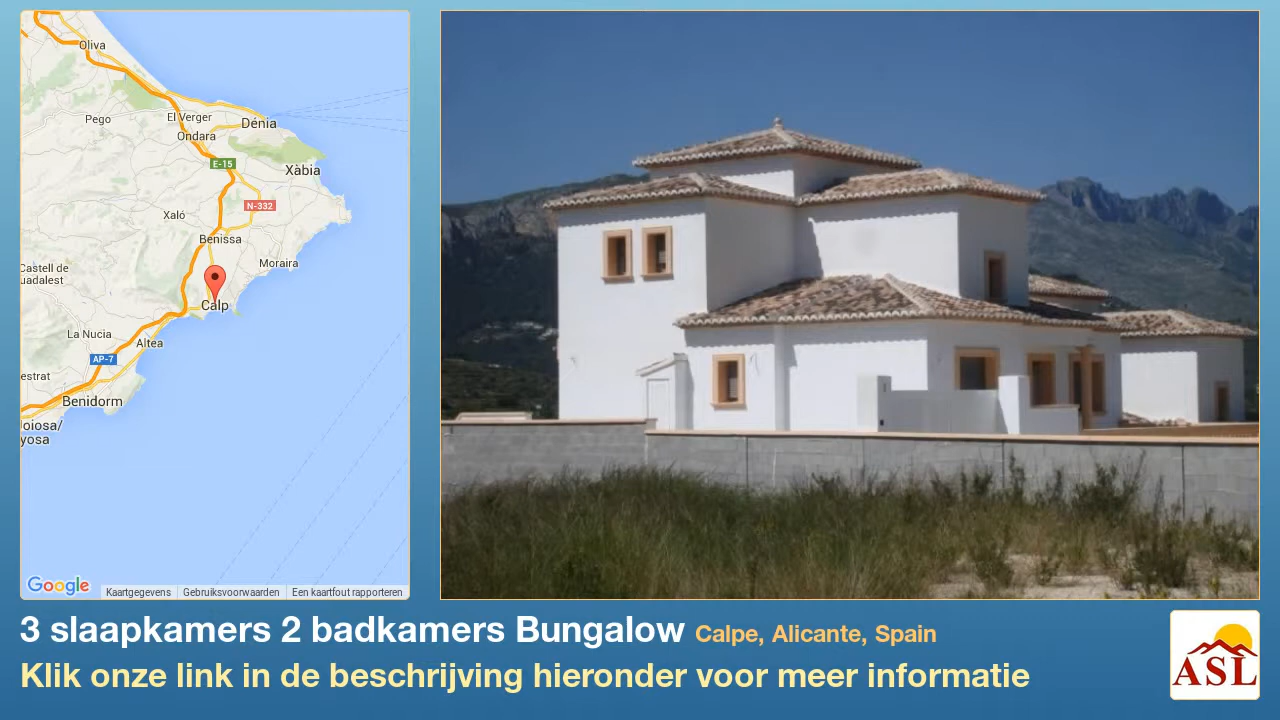 Oliva
Pego
El Verger
Dénia
Ondara
E-15
Xàbia
N-332
Xaló
Benissa
Moraira
Castell de
uadalest
Calp
La Nucia
Altea
AP-7
estrat
Benidorm
oiosa/
yosa
Google
Kaartgegevens
Gebruiksvoorwaarden
Een kaartfout rapporteren
3 slaapkamers 2 badkamers Bungalow Calpe, Alicante, Spain
Klik onze link in de beschrijving hieronder voor meer informatie
ASL